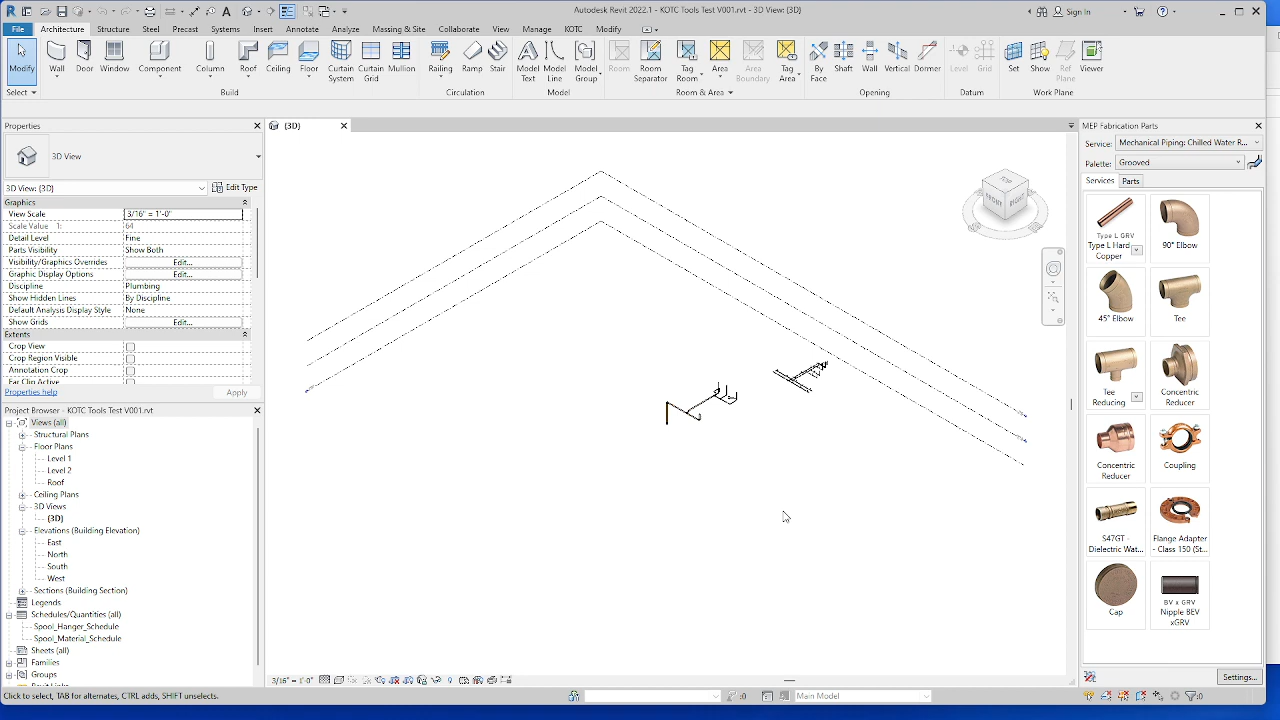 Autodesk Revit 2022.1 - KOTC Tools Test V001.rvt - 3D View: {3D}
Sign In
File Architecture Structure Steel Precast Systems Insert Annotate Analyze Massing & Site Collaborate View Manage KOTC Modify
Modify Wall Door Window Component Column Roof Ceiling Floor Curtain System Curtain Grid Mullion Railing Ramp Stair Model Text Model Line Model Group Room Room Separator Tag Room Area Area Boundary Tag Area By Face Shaft Wall Vertical Dormer Level Grid Set Show Ref Plane Viewer
Select Build Circulation Model Room & Area Opening Datum Work Plane
Properties
3D View
3D View: {3D}
Edit Type
Graphics
View Scale 3/16" = 1'-0"
Scale Value 1: 64
Detail Level Fine
Parts Visibility Show Both
Visibility/Graphics Overrides Edit...
Graphic Display Options Edit...
Discipline Plumbing
Show Hidden Lines By Discipline
Default Analysis Display Style None
Show Grids Edit...
Extents
Crop View
Crop Region Visible
Annotation Crop
Far Clip Active
Properties help
Apply
Project Browser - KOTC Tools Test V001.rvt
Views (all)
Structural Plans
Floor Plans
Level 1
Level 2
Roof
Ceiling Plans
3D Views
{3D}
Elevations (Building Elevation)
East
North
South
West
Sections (Building Section)
Legends
Schedules/Quantities (all)
Spool_Hanger_Schedule
Spool_Material_Schedule
Sheets (all)
Families
Groups
Revit Links
{3D}
TOP
FRONT
RIGHT
3/16" = 1'-0"
MEP Fabrication Parts
Service: Mechanical Piping: Chilled Water R...
Palette: Grooved
Services Parts
Type L GRV
Type L Hard Copper
90° Elbow
45° Elbow
Tee
Tee Reducing
Concentric Reducer
Concentric Reducer
Coupling
S47GT - Dielectric Wat...
Flange Adapter - Class 150 (St...
Cap
BV x GRV
Nipple BEV xGRV
Settings...
Click to select, TAB for alternates, CTRL adds, SHIFT unselects.
:0
Main Model
:0